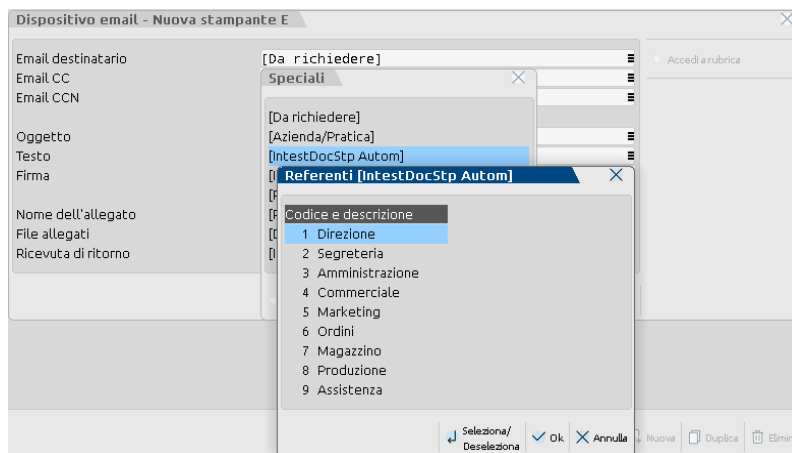 Dispositivo email - Nuova stampante E
Email destinatario [Da richiedere] Accedi a rubrica
Email CC Speciali
Email CCN
[Da richiedere]
Oggetto [Azienda/Pratica]
Testo [IntestDocStp Autom]
Firma
Referenti [IntestDocStp Autom]
Nome dell'allegato Codice e descrizione
File allegati 1 Direzione
Ricevuta di ritorno 2 Segreteria
3 Amministrazione
4 Commerciale
5 Marketing
6 Ordini
7 Magazzino
8 Produzione
9 Assistenza
Seleziona/
Deseleziona Ok Annulla Nuova Duplica